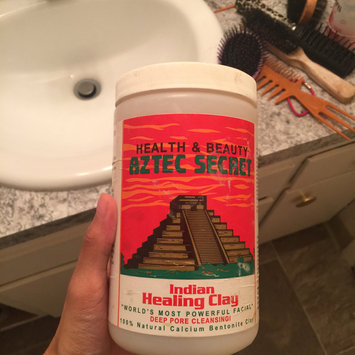 HEALTH & BEAUTY
AZTEC SECRET
Indian
Healing Clay
"WORLD'S MOST POWERFUL FACIAL"
DEEP PORE CLEANSING!
100% Natural Calcium Bentonite Clay